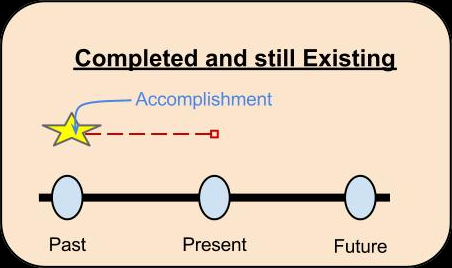 Completed and still Existing
Accomplishment
Past Present Future